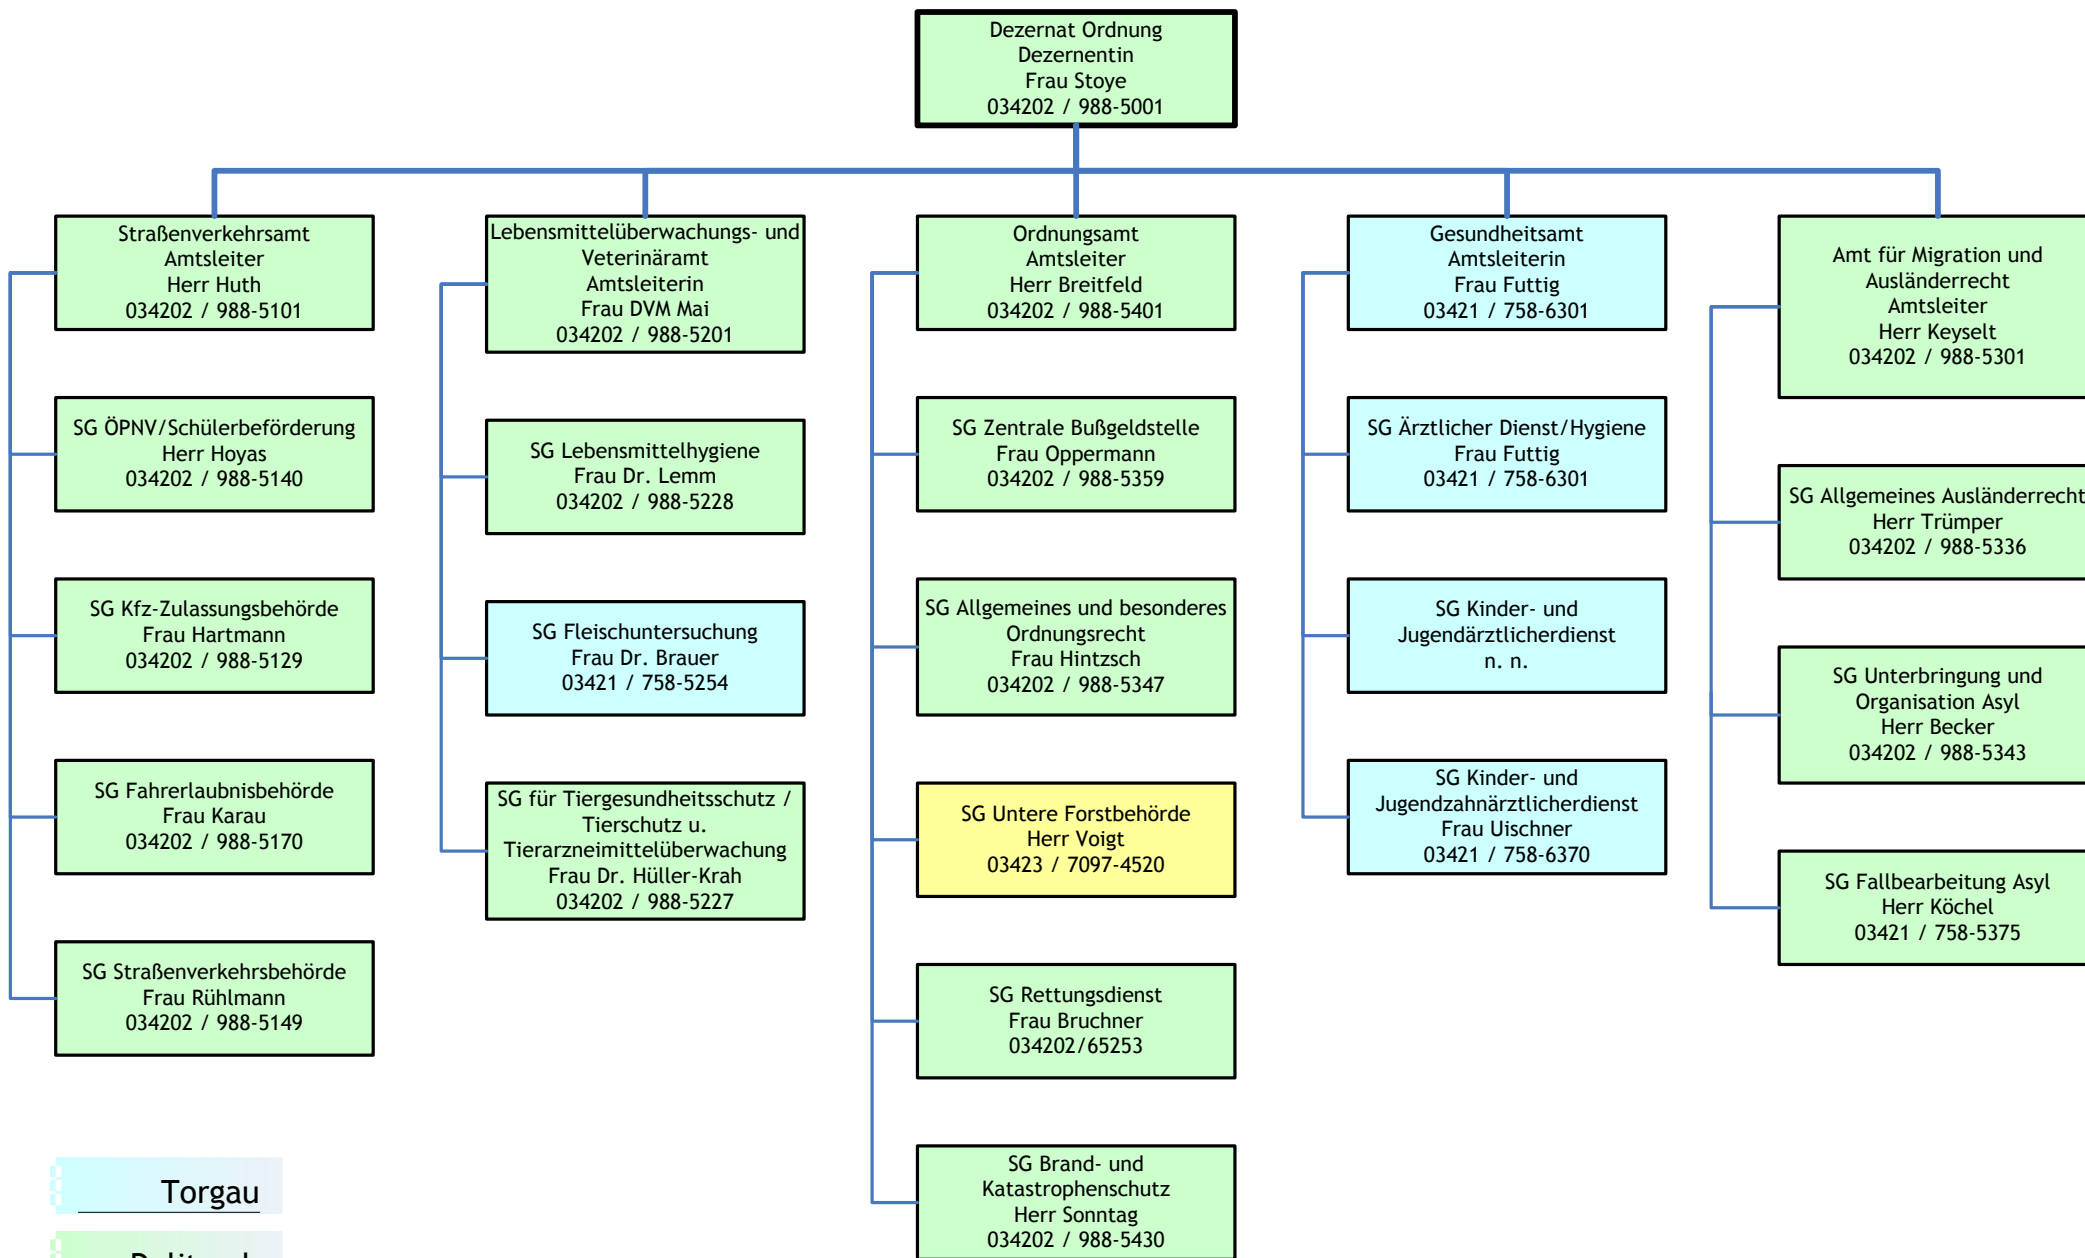 Dezernat Ordnung
Dezernentin
Frau Stoye
034202 / 988-5001
Straßenverkehrsamt
Amtsleiter
Herr Huth
034202 / 988-5101
SG ÖPNV/Schülerbeförderung
Herr Hoyas
034202 / 988-5140
SG Kfz-Zulassungsbehörde
Frau Hartmann
034202 / 988-5129
SG Fahrerlaubnisbehörde
Frau Karau
034202 / 988-5170
SG Straßenverkehrsbehörde
Frau Rühlmann
034202 / 988-5149
Lebensmittelüberwachungs- und
Veterinäramt
Amtsleiterin
Frau DVM Mai
034202 / 988-5201
SG Lebensmittelhygiene
Frau Dr. Lemm
034202 / 988-5228
SG Fleischuntersuchung
Frau Dr. Brauer
03421 / 758-5254
SG für Tiergesundheitsschutz /
Tierschutz u.
Tierarzneimittelüberwachung
Frau Dr. Hüller-Krah
034202 / 988-5227
Ordnungsamt
Amtsleiter
Herr Breitfeld
034202 / 988-5401
SG Zentrale Bußgeldstelle
Frau Oppermann
034202 / 988-5359
SG Allgemeines und besonderes
Ordnungsrecht
Frau Hintzsch
034202 / 988-5347
SG Untere Forstbehörde
Herr Voigt
03423 / 7097-4520
SG Rettungsdienst
Frau Bruchner
034202/65253
SG Brand- und
Katastrophenschutz
Herr Sonntag
034202 / 988-5430
Gesundheitsamt
Amtsleiterin
Frau Futtig
03421 / 758-6301
SG Ärztlicher Dienst/Hygiene
Frau Futtig
03421 / 758-6301
SG Kinder- und
Jugendärztlicherdienst
n. n.
SG Kinder- und
Jugendzahnärztlicherdienst
Frau Uischner
03421 / 758-6370
Amt für Migration und
Ausländerrecht
Amtsleiter
Herr Keyselt
034202 / 988-5301
SG Allgemeines Ausländerrecht
Herr Trümper
034202 / 988-5336
SG Unterbringung und
Organisation Asyl
Herr Becker
034202 / 988-5343
SG Fallbearbeitung Asyl
Herr Köchel
03421 / 758-5375
Torgau